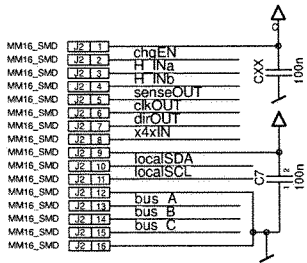 MM16_SMD J2 1
MM16_SMD J2 2 chgEN
MM16_SMD J2 3 H_INa
MM16_SMD J2 4 H_INb
MM16_SMD J2 5 senseOUT
MM16_SMD J2 6 clkOUT
MM16_SMD J2 7 dirOUT
MM16_SMD J2 8 x4xIN
MM16_SMD J2 9
MM16_SMD J2 10 localSDA
MM16_SMD J2 11 localSCL
MM16_SMD J2 12
MM16_SMD J2 13 bus_A
MM16_SMD J2 14 bus_B
MM16_SMD J2 15 bus_C
MM16_SMD J2 16
CXX
100n
C7
1 2
100n